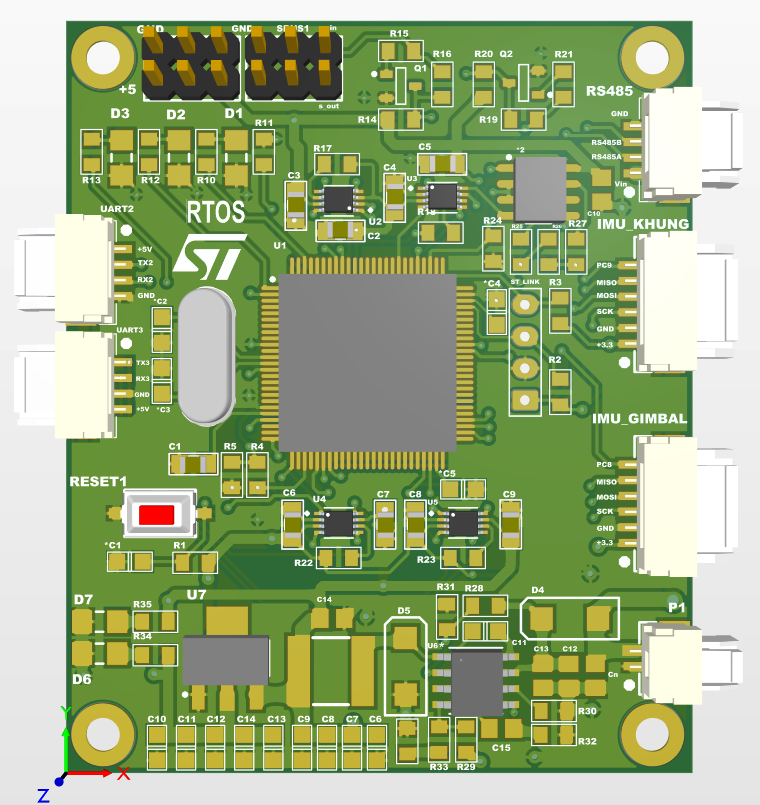 GND
GND
SBUS1
in
+5
s_out
R15
Q1
R16
R20
Q2
R21
R14
R19
RS485
GND
RS485B
RS485A
Vin
C10
D3
D2
D1
R11
R13
R12
R10
R17
C5
C3
C4
U3
U2
R18
C2
*2
UART2
RTOS
ST
U1
R24
R25
R26
R27
IMU_KHUNG
+5V
TX2
RX2
GND
PC9
MISO
MOSI
SCK
GND
+3.3
*C4
ST_LINK
R3
*C2
UART3
TX3
RX3
GND
+5V
*C3
R2
IMU_GIMBAL
C1
R5
R4
*C5
PC8
MISO
MOSI
SCK
GND
+3.3
RESET1
C6
U4
C7
C8
U5
C9
*C1
R1
R22
R23
D7
R35
U7
C14
D5
R31
R28
D4
P1
R34
D6
U6*
C11
C13
C12
Cn
R30
R32
C10
C11
C12
C14
C13
C9
C8
C7
C6
R33
R29
C15
Y
X
Z